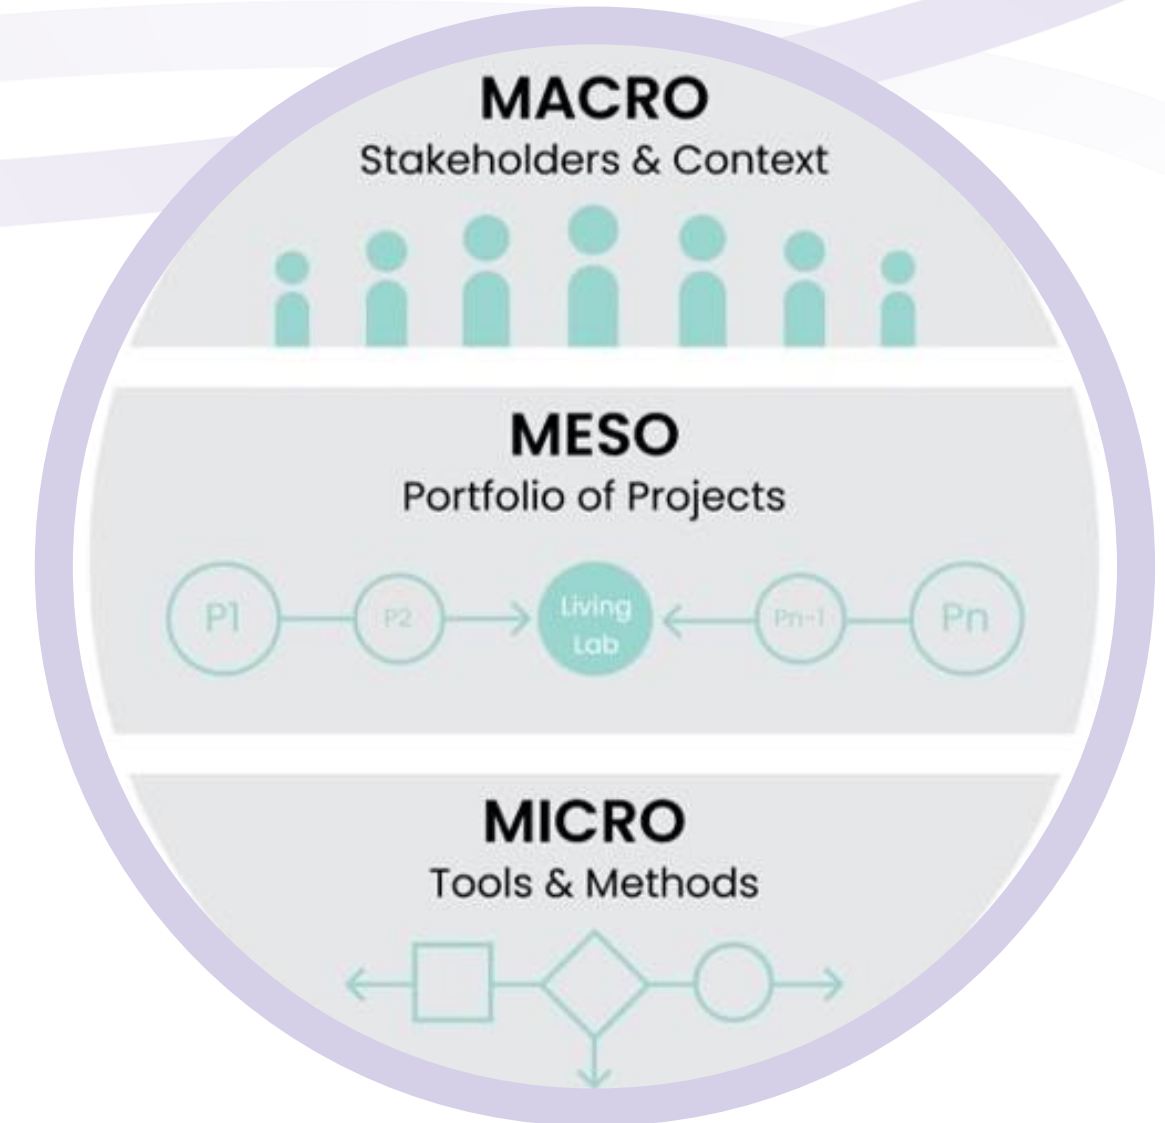 MACRO
Stakeholders & Context
MESO
Portfolio of Projects
P1
P2
Living
Lab
Pn-1
Pn
MICRO
Tools & Methods